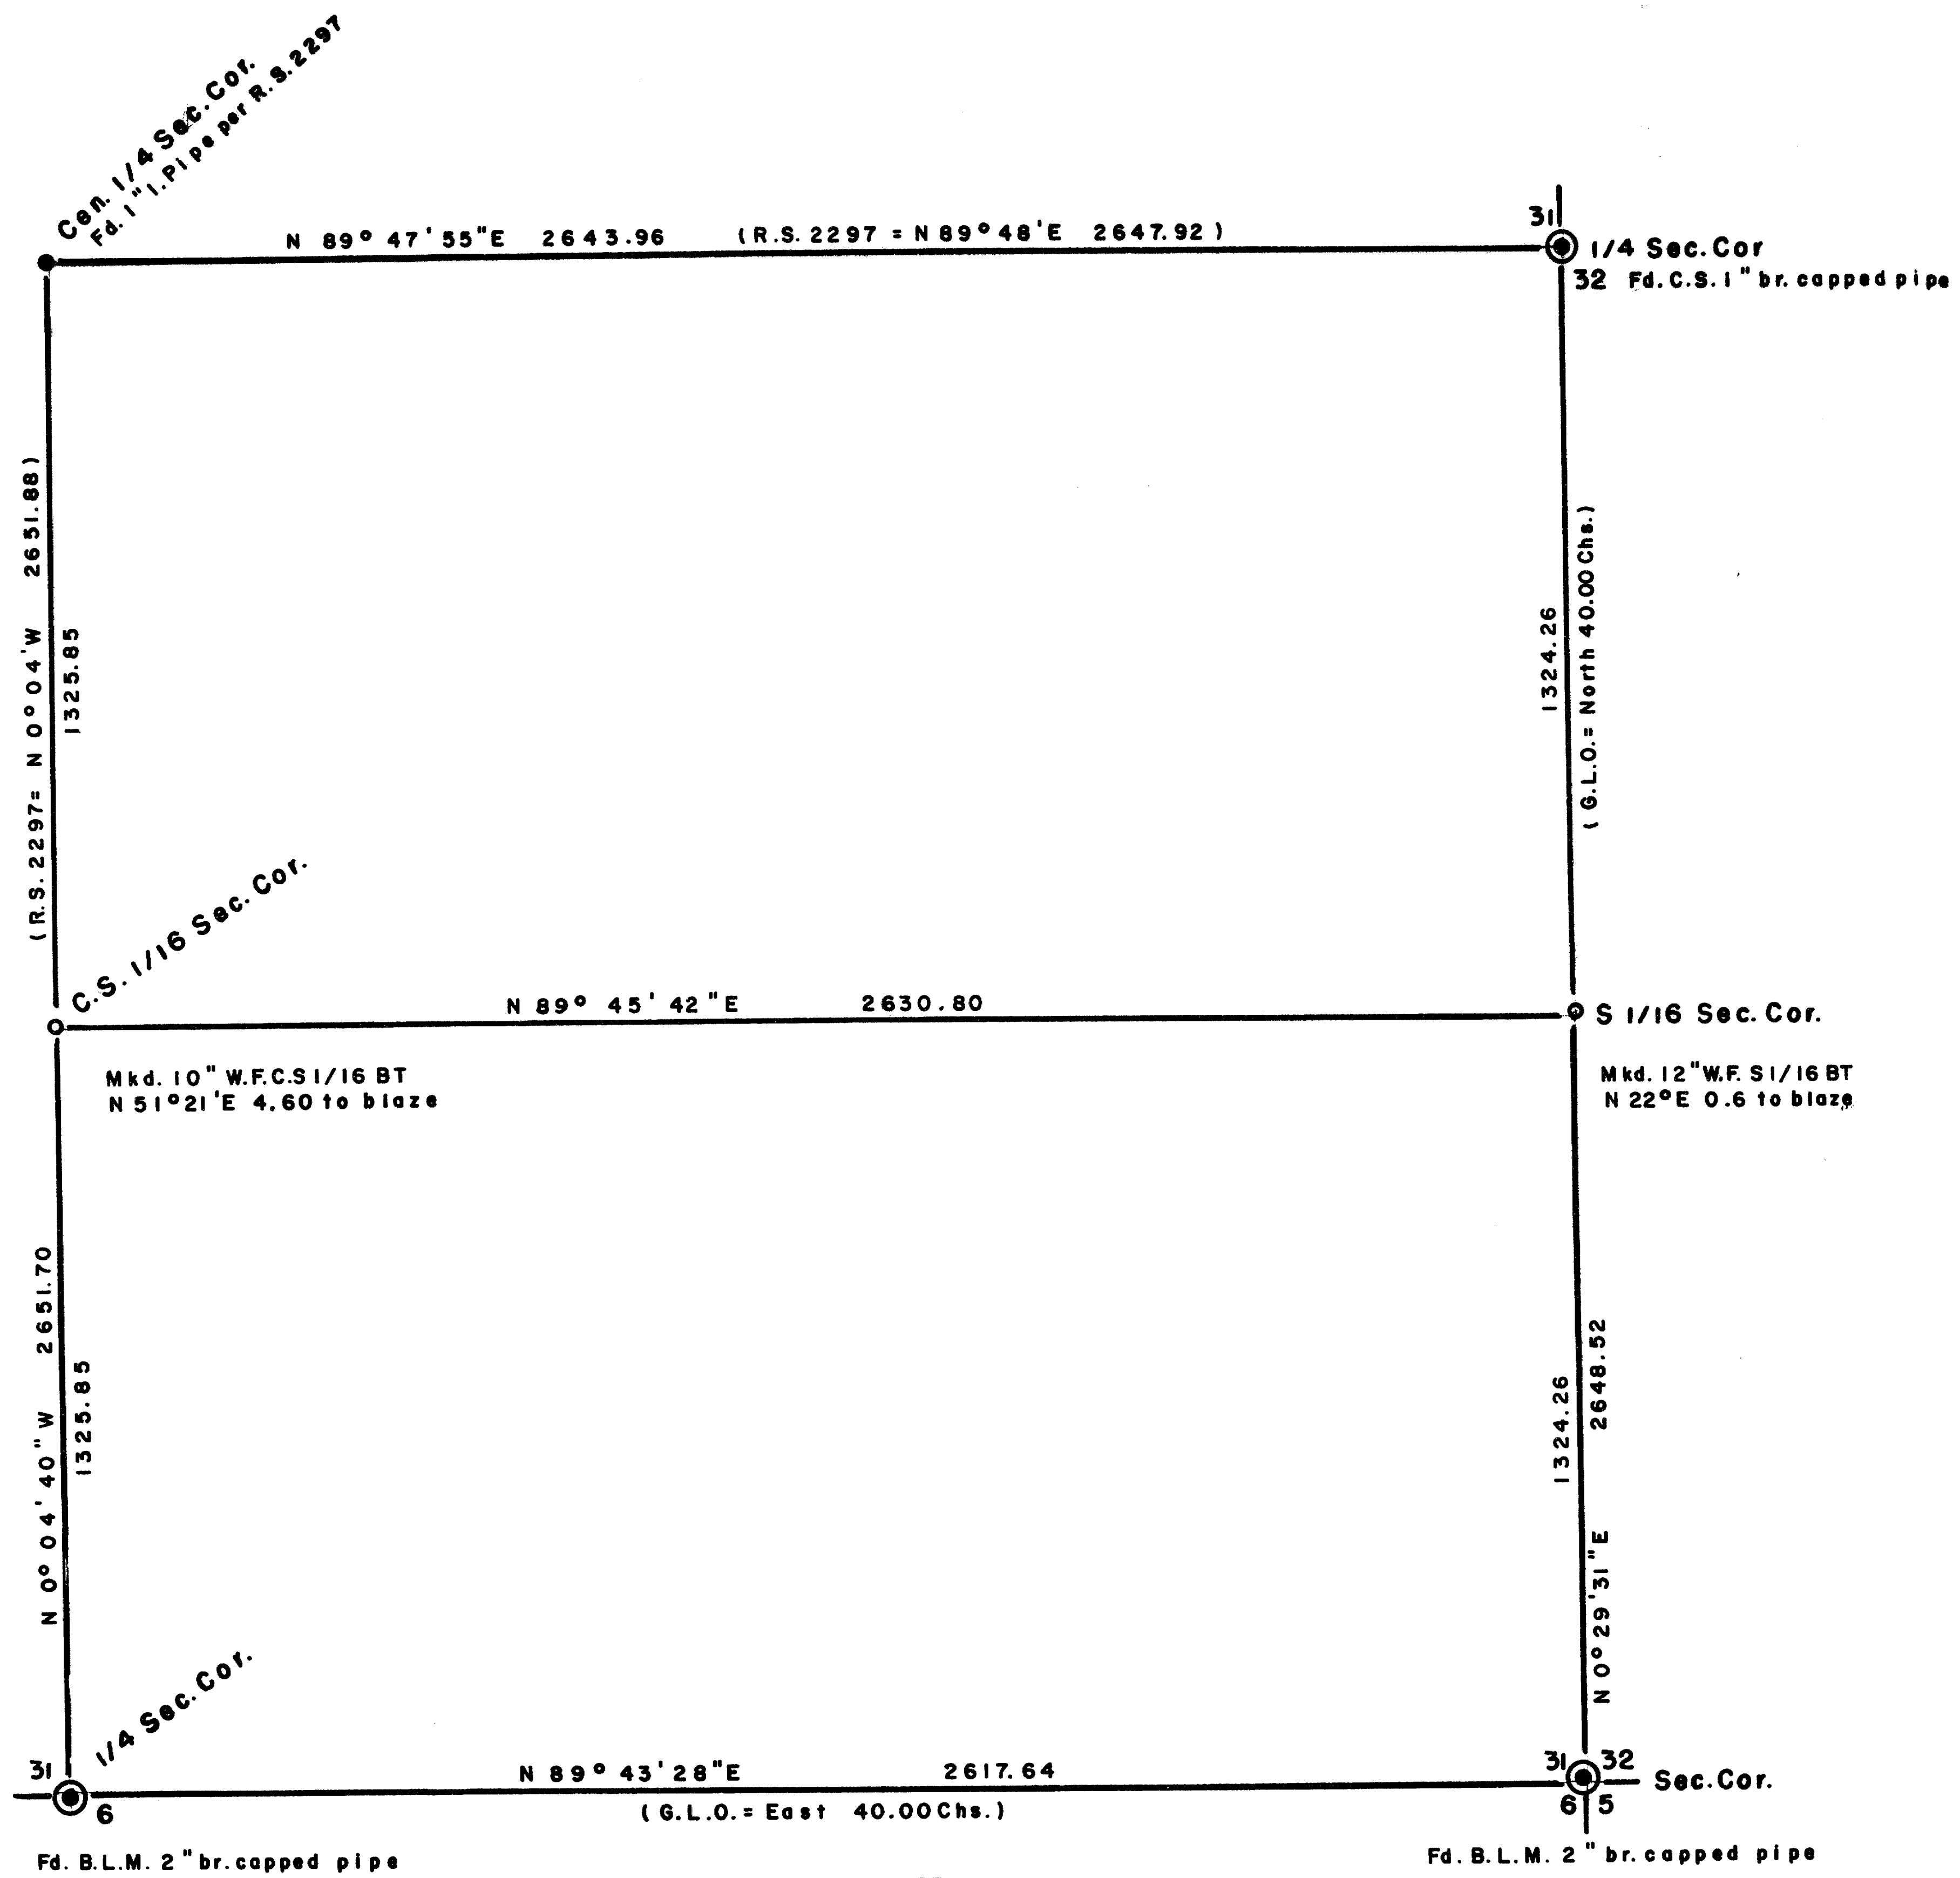 Cen. 1/4 Sec. Cor.
Fd. 1" I. Pipe per R.S. 2297
N 89° 47' 55"E 2643.96 (R.S. 2297 = N 89° 48'E 2647.92)
31
1/4 Sec. Cor
32 Fd. C.S. 1" br. capped pipe
(R.S. 2297= N 0° 04'W 2651.88)
1325.85
1324.26
(G.L.O.= North 40.00 Chs.)
C.S. 1/16 Sec. Cor.
N 89° 45' 42"E 2630.80
S 1/16 Sec. Cor.
Mkd. 10" W.F. C.S 1/16 BT
N 51° 21'E 4.60 to blaze
Mkd. 12" W.F. S 1/16 BT
N 22° E 0.6 to blaze
N 0° 04' 40" W 2651.70
1325.85
1324.26
N 0° 29' 31" E 2648.52
1/4 Sec. Cor.
31
6
N 89° 43' 28"E 2617.64
(G.L.O. = East 40.00 Chs.)
31 32
Sec. Cor.
6 5
Fd. B.L.M. 2" br. capped pipe
Fd. B.L.M. 2" br. capped pipe